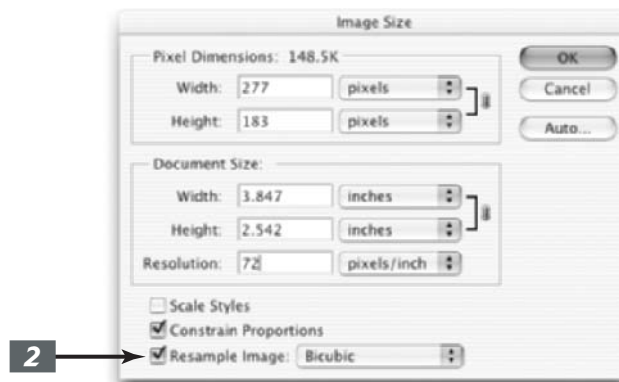 Image Size
Pixel Dimensions: 148.5K
Width: 277 pixels
Height: 183 pixels
OK
Cancel
Auto...
Document Size:
Width: 3.847 inches
Height: 2.542 inches
Resolution: 72 pixels/inch
Scale Styles
Constrain Proportions
2 Resample Image: Bicubic